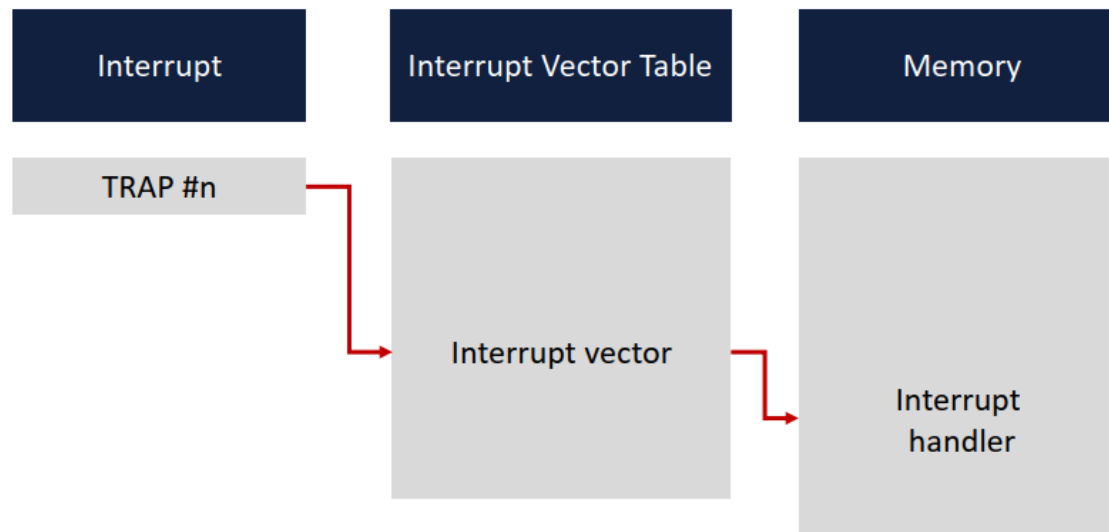 Interrupt
Interrupt Vector Table
Memory
TRAP #n
Interrupt vector
Interrupt
handler